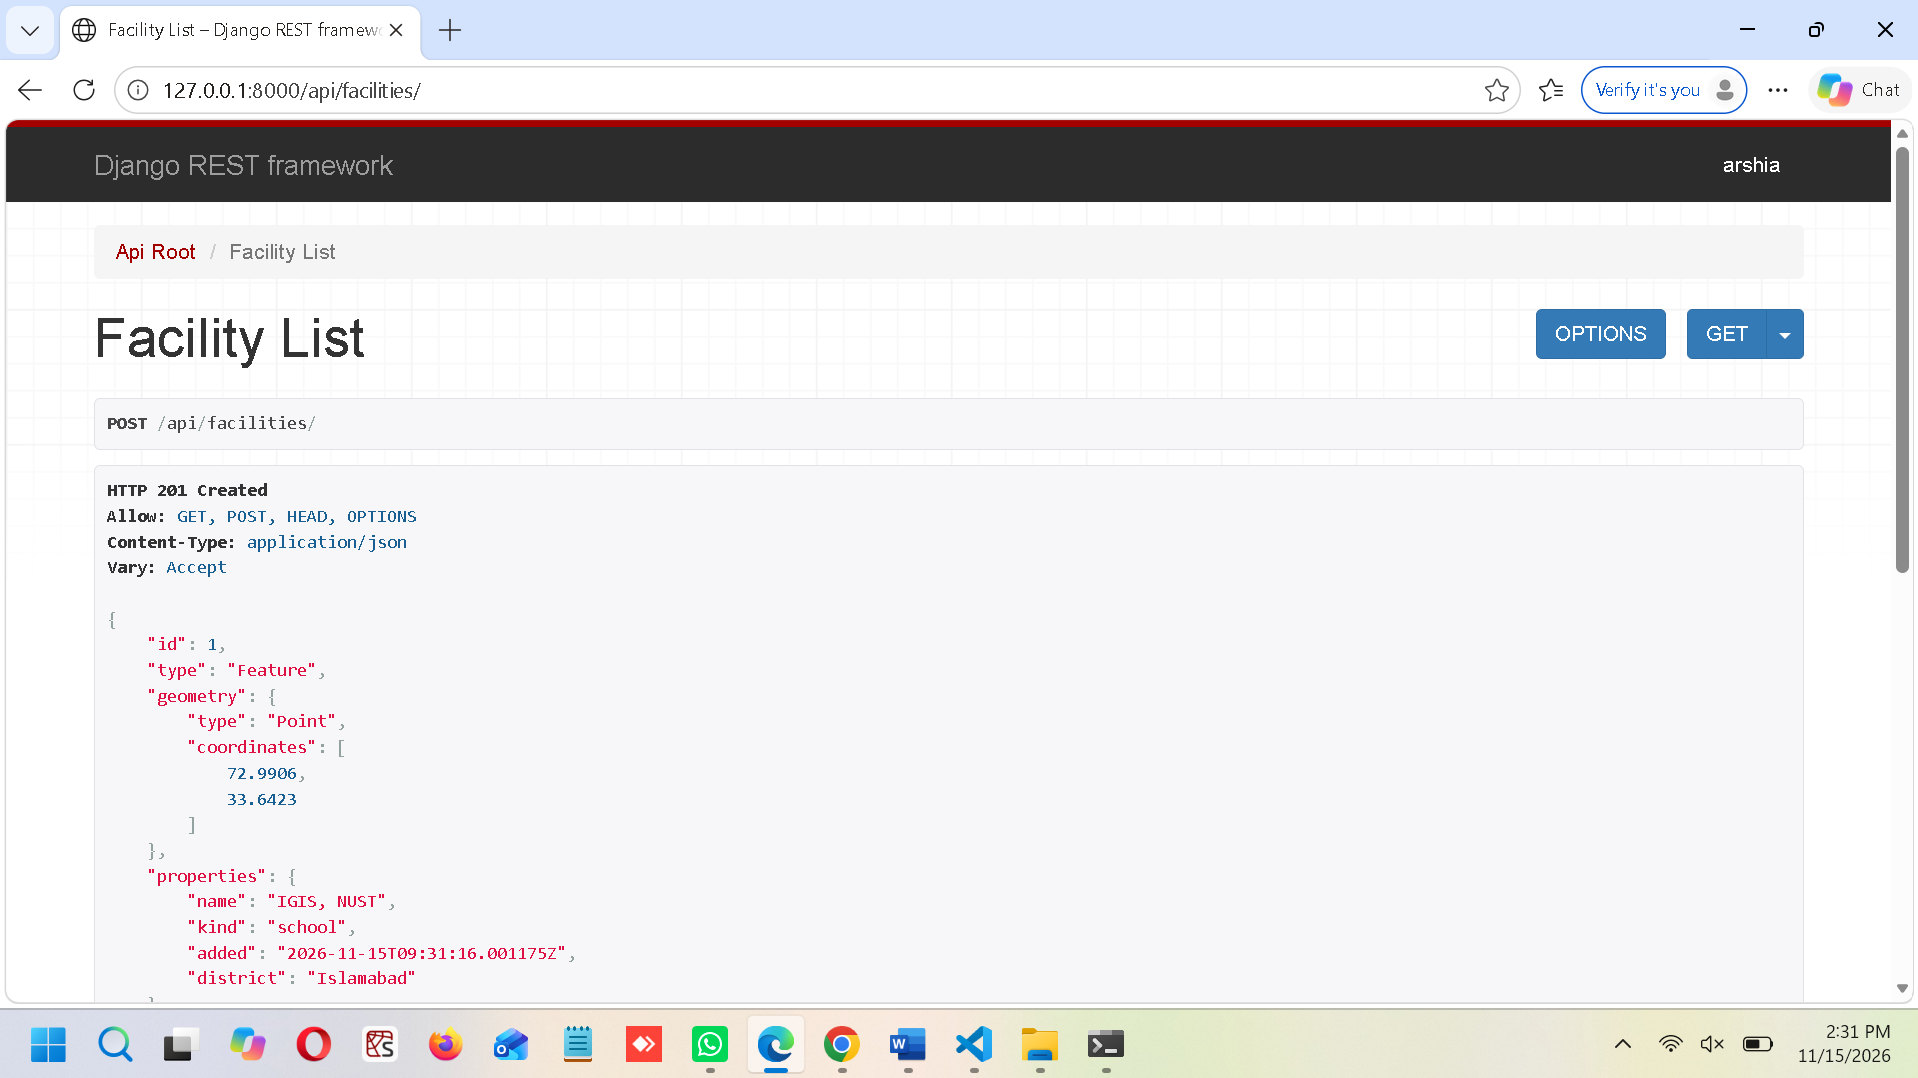 Facility List – Django REST framew
127.0.0.1:8000/api/facilities/
Verify it's you
Chat
Django REST framework
arshia
Api Root / Facility List
Facility List
OPTIONS
GET
POST /api/facilities/
HTTP 201 Created
Allow: GET, POST, HEAD, OPTIONS
Content-Type: application/json
Vary: Accept
{
    "id": 1,
    "type": "Feature",
    "geometry": {
        "type": "Point",
        "coordinates": [
            72.9906,
            33.6423
        ]
    },
    "properties": {
        "name": "IGIS, NUST",
        "kind": "school",
        "added": "2026-11-15T09:31:16.001175Z",
        "district": "Islamabad"
2:31 PM
11/15/2026